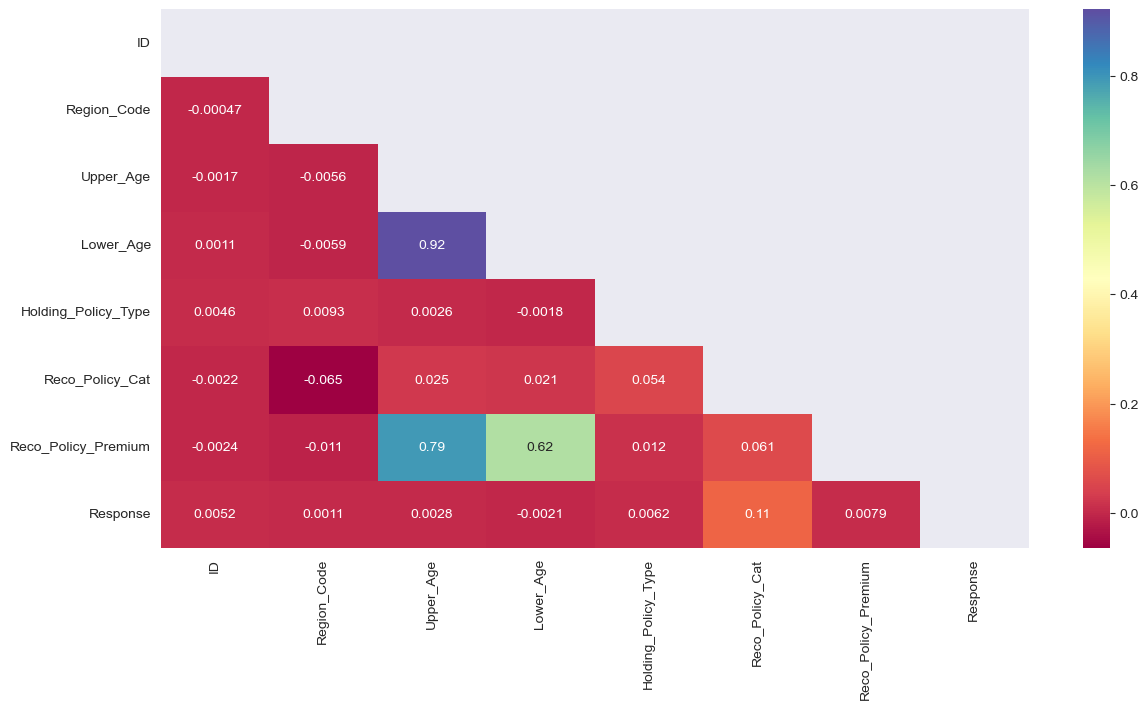 ID
Region_Code -0.00047
Upper_Age -0.0017 -0.0056
Lower_Age 0.0011 -0.0059 0.92
Holding_Policy_Type 0.0046 0.0093 0.0026 -0.0018
Reco_Policy_Cat -0.0022 -0.065 0.025 0.021 0.054
Reco_Policy_Premium -0.0024 -0.011 0.79 0.62 0.012 0.061
Response 0.0052 0.0011 0.0028 -0.0021 0.0062 0.11 0.0079
ID
Region_Code
Upper_Age
Lower_Age
Holding_Policy_Type
Reco_Policy_Cat
Reco_Policy_Premium
Response
0.8
0.6
0.4
0.2
0.0